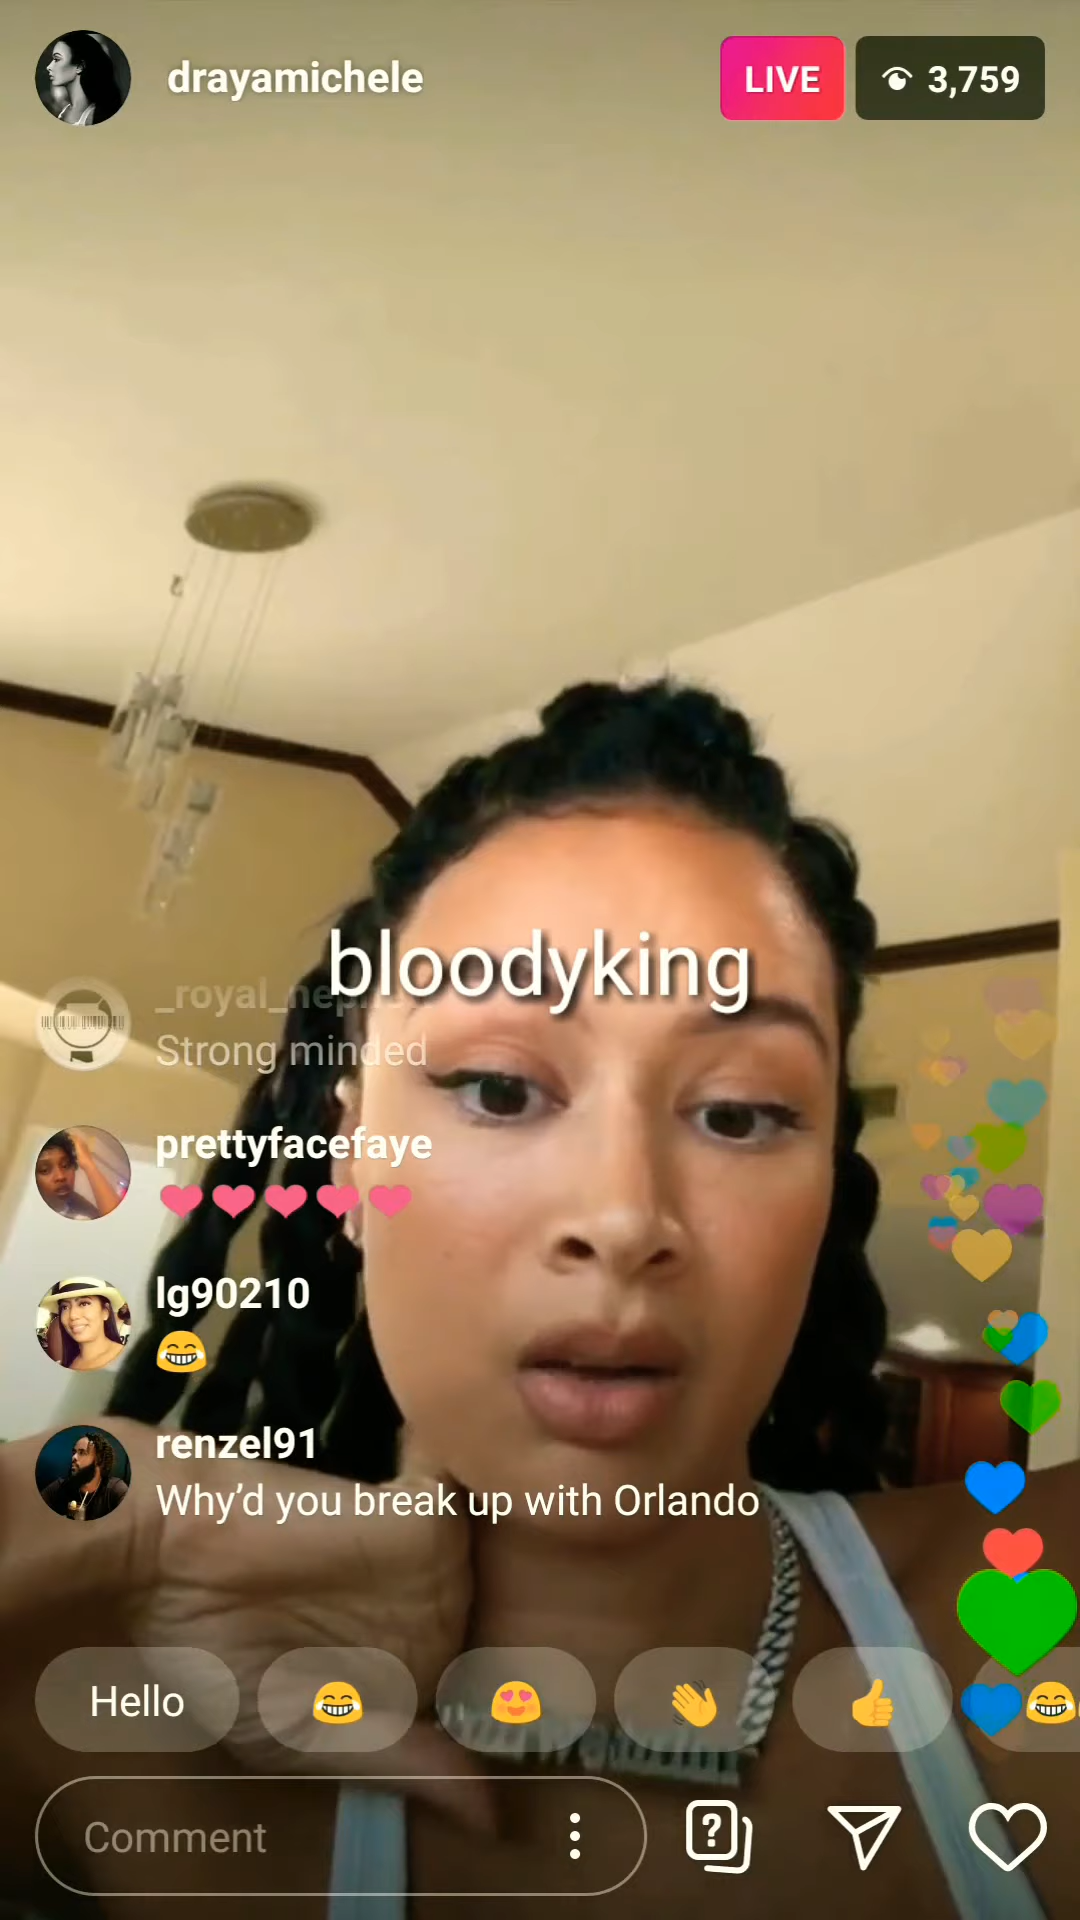 drayamichele
LIVE
3,759
bloodyking
Strong minded
prettyfacefaye
lg90210
renzel91
Why'd you break up with Orlando
Hello
Comment